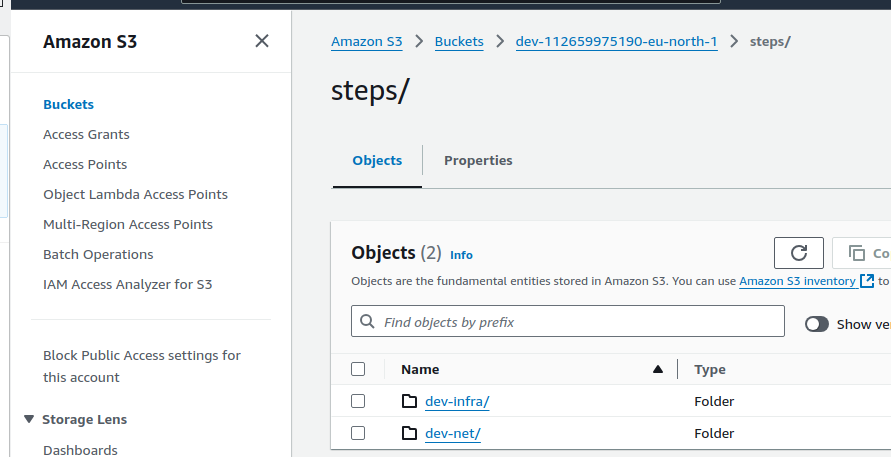 Amazon S3
Buckets
Access Grants
Access Points
Object Lambda Access Points
Multi-Region Access Points
Batch Operations
IAM Access Analyzer for S3
Block Public Access settings for
this account
Storage Lens
Dashboards
Amazon S3 > Buckets > dev-112659975190-eu-north-1 > steps/
steps/
Objects Properties
Objects (2) Info
Co
Objects are the fundamental entities stored in Amazon S3. You can use Amazon S3 inventory to
Find objects by prefix
Show ve
Name Type
dev-infra/ Folder
dev-net/ Folder